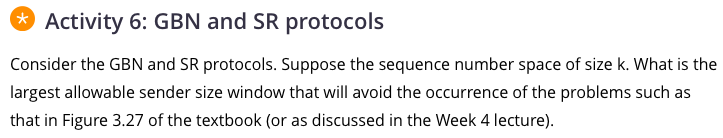 Activity 6: GBN and SR protocols
Consider the GBN and SR protocols. Suppose the sequence number space of size k. What is the
largest allowable sender size window that will avoid the occurrence of the problems such as
that in Figure 3.27 of the textbook (or as discussed in the Week 4 lecture).